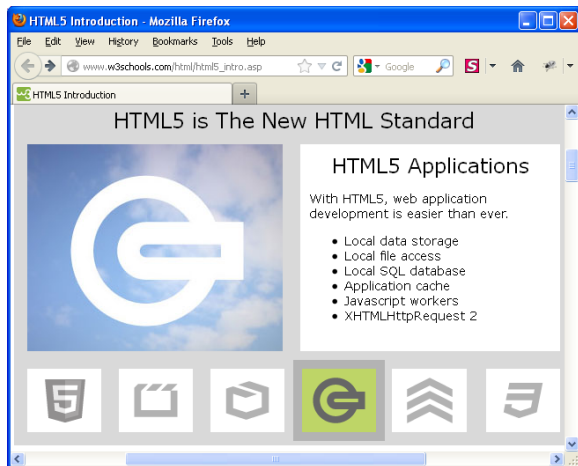 HTML5 Introduction - Mozilla Firefox
File Edit View History Bookmarks Tools Help
www.w3schools.com/html/html5_intro.asp Google S
HTML5 Introduction
HTML5 is The New HTML Standard
HTML5 Applications
With HTML5, web application
development is easier than ever.
• Local data storage
• Local file access
• Local SQL database
• Application cache
• Javascript workers
• XHTMLHttpRequest 2
5